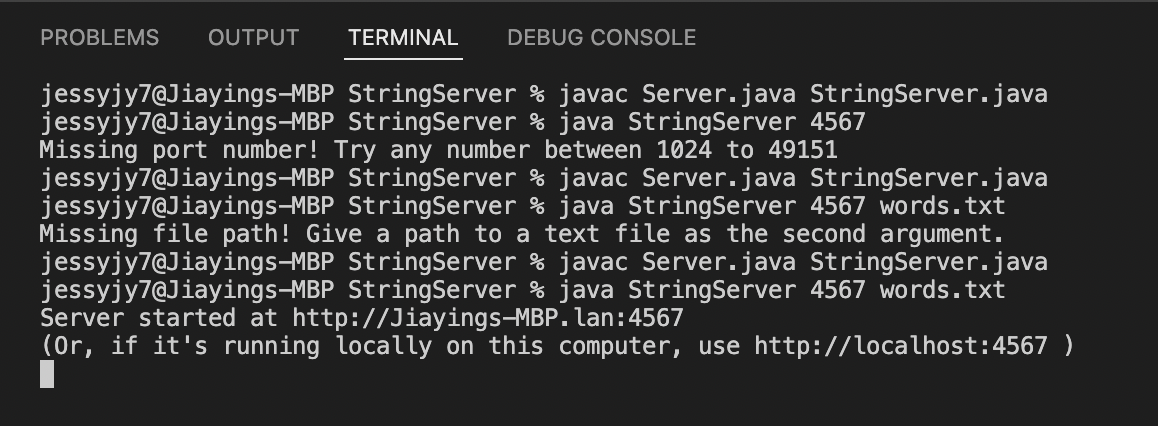 PROBLEMS OUTPUT TERMINAL DEBUG CONSOLE
jessyjy7@Jiayings-MBP StringServer % javac Server.java StringServer.java
jessyjy7@Jiayings-MBP StringServer % java StringServer 4567
Missing port number! Try any number between 1024 to 49151
jessyjy7@Jiayings-MBP StringServer % javac Server.java StringServer.java
jessyjy7@Jiayings-MBP StringServer % java StringServer 4567 words.txt
Missing file path! Give a path to a text file as the second argument.
jessyjy7@Jiayings-MBP StringServer % javac Server.java StringServer.java
jessyjy7@Jiayings-MBP StringServer % java StringServer 4567 words.txt
Server started at http://Jiayings-MBP.lan:4567
(Or, if it's running locally on this computer, use http://localhost:4567 )